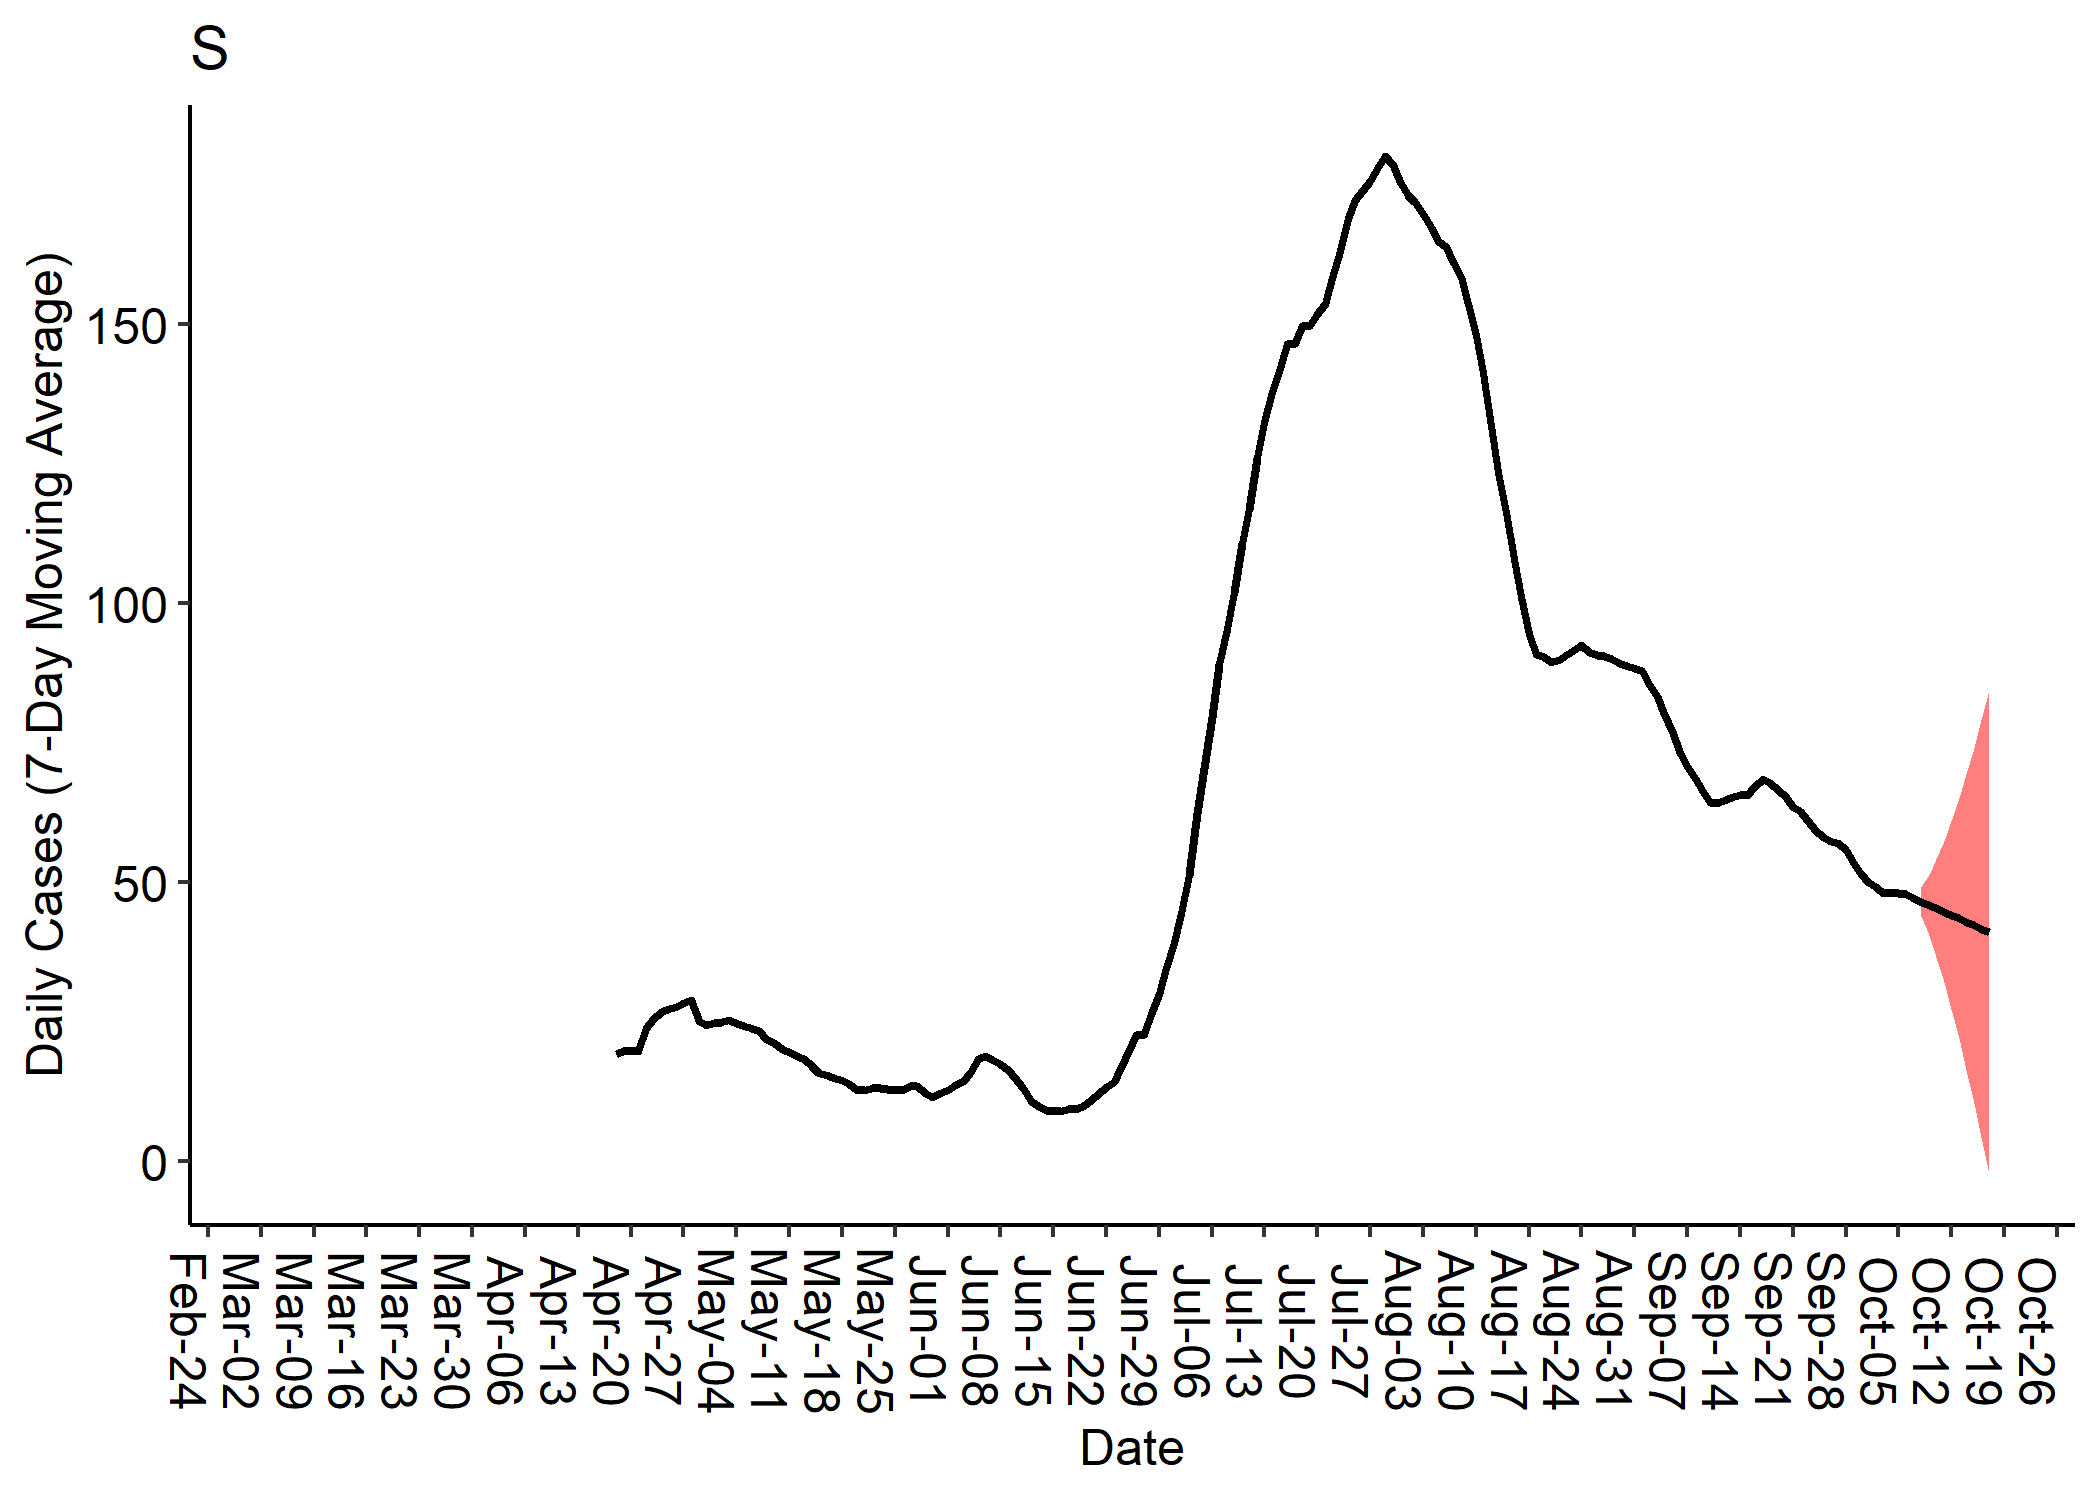 S
Daily Cases (7-Day Moving Average)
150
100
50
0
Feb-24
Mar-02
Mar-09
Mar-16
Mar-23
Mar-30
Apr-06
Apr-13
Apr-20
Apr-27
May-04
May-11
May-18
May-25
Jun-01
Jun-08
Jun-15
Jun-22
Jun-29
Jul-06
Jul-13
Jul-20
Jul-27
Aug-03
Aug-10
Aug-17
Aug-24
Aug-31
Sep-07
Sep-14
Sep-21
Sep-28
Oct-05
Oct-12
Oct-19
Oct-26
Date